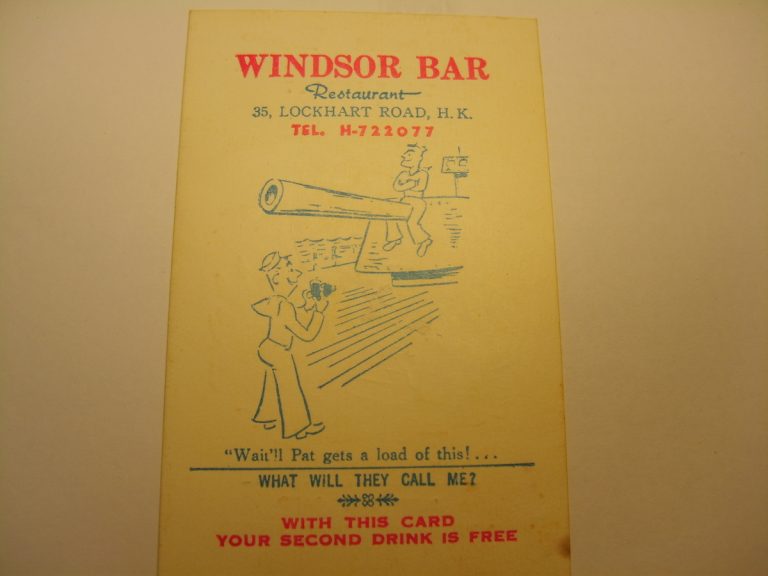 WINDSOR BAR
Restaurant
35, LOCKHART ROAD, H. K.
TEL. H-722077
"Wait'll Pat gets a load of this!...
WHAT WILL THEY CALL ME?
WITH THIS CARD
YOUR SECOND DRINK IS FREE